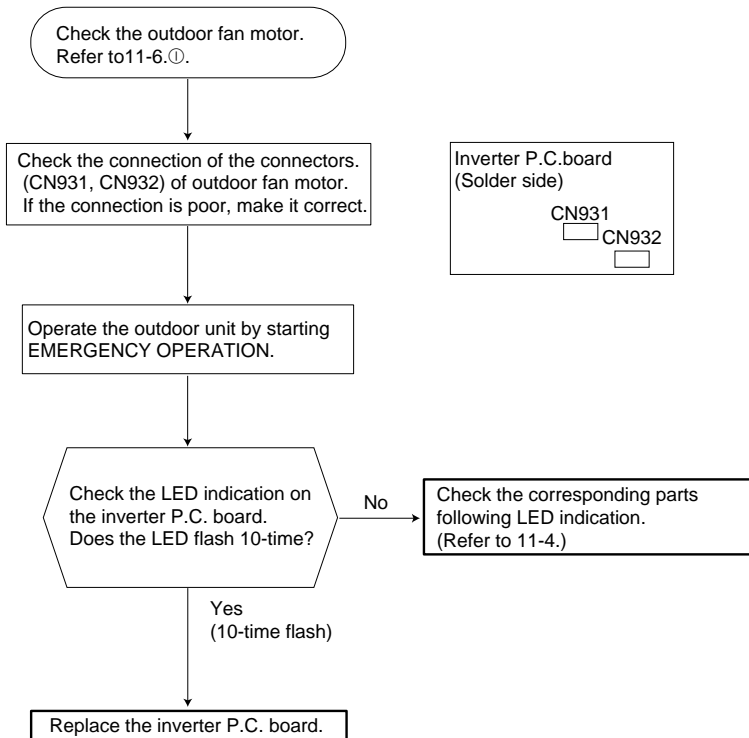 Check the outdoor fan motor.
Refer to11-6.Ⓘ.
Check the connection of the connectors.
(CN931, CN932) of outdoor fan motor.
If the connection is poor, make it correct.
Inverter P.C.board
(Solder side)
CN931
CN932
Operate the outdoor unit by starting
EMERGENCY OPERATION.
Check the LED indication on
the inverter P.C. board.
Does the LED flash 10-time?
No
Check the corresponding parts
following LED indication.
(Refer to 11-4.)
Yes
(10-time flash)
Replace the inverter P.C. board.